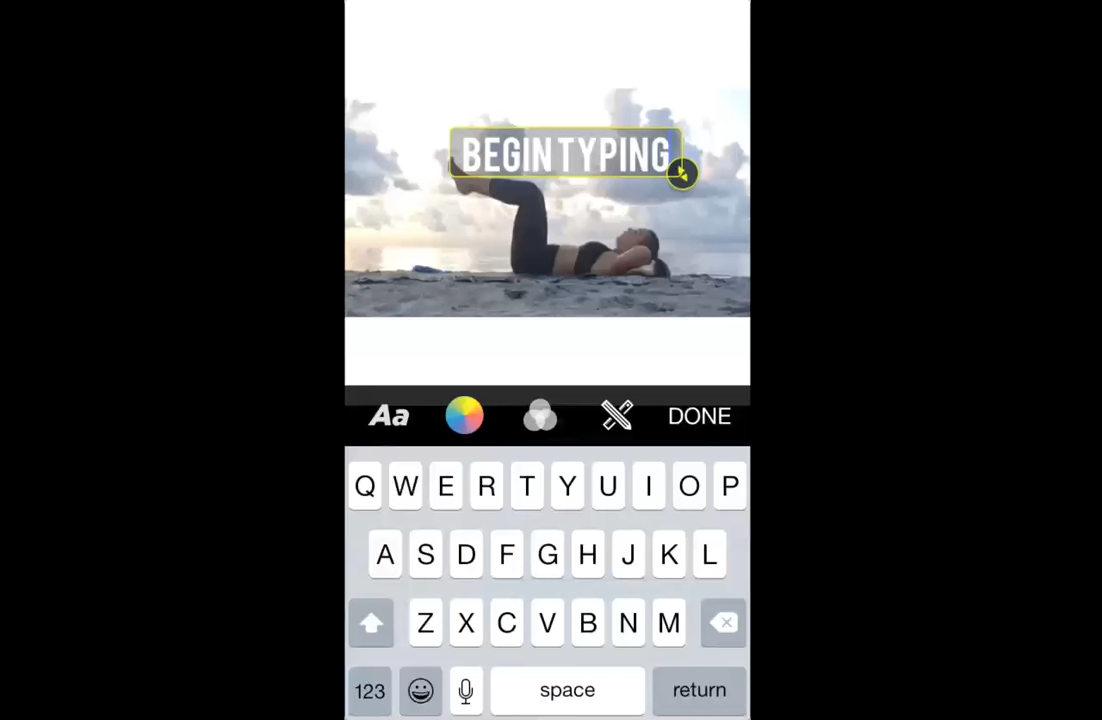 BEGIN TYPING
Aa DONE
Q W E R T Y U I O P
A S D F G H J K L
Z X C V B N M
123 space return